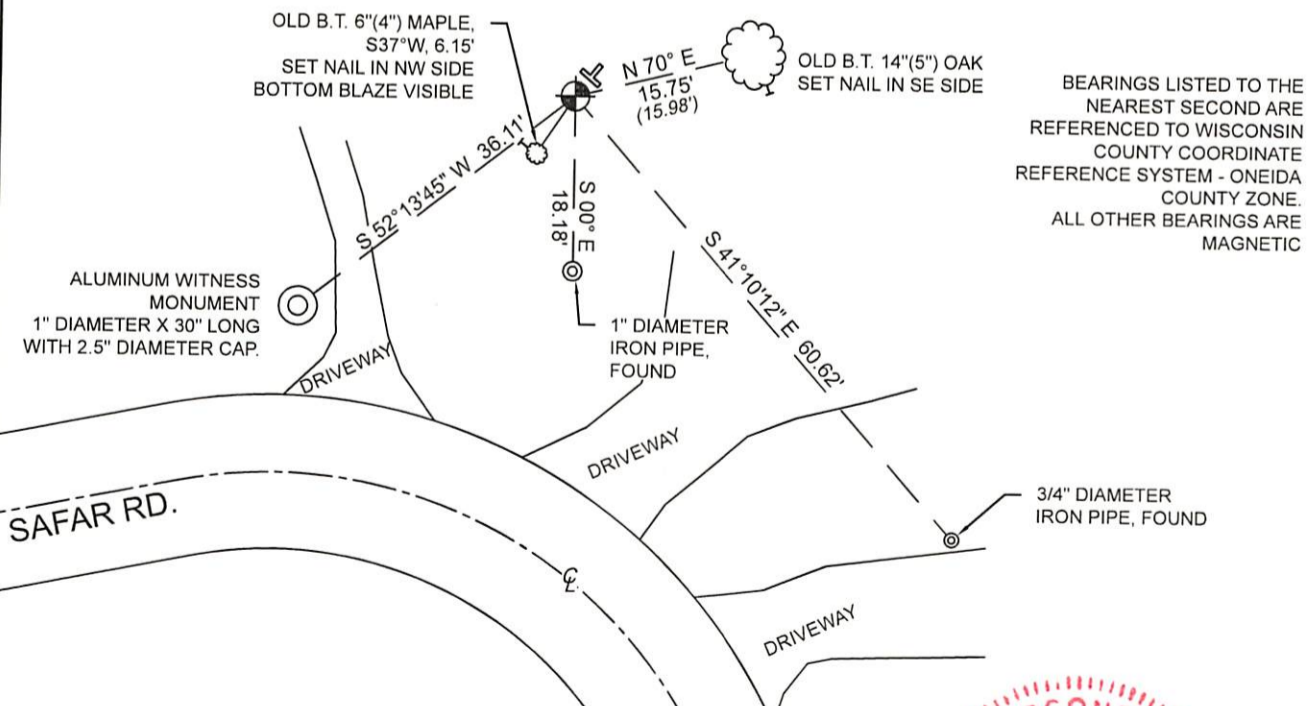 OLD B.T. 6"(4") MAPLE,
S37°W, 6.15'
SET NAIL IN NW SIDE
BOTTOM BLAZE VISIBLE
N 70° E
15.75'
(15.98')
OLD B.T. 14"(5") OAK
SET NAIL IN SE SIDE
BEARINGS LISTED TO THE
NEAREST SECOND ARE
REFERENCED TO WISCONSIN
COUNTY COORDINATE
REFERENCE SYSTEM - ONEIDA
COUNTY ZONE.
ALL OTHER BEARINGS ARE
MAGNETIC
S 52°13'45" W 36.11'
S 00° E
18.18'
S 41°10'12" E 60.62'
ALUMINUM WITNESS
MONUMENT
1" DIAMETER X 30" LONG
WITH 2.5" DIAMETER CAP.
1" DIAMETER
IRON PIPE,
FOUND
DRIVEWAY
DRIVEWAY
3/4" DIAMETER
IRON PIPE, FOUND
SAFAR RD.
℄
DRIVEWAY